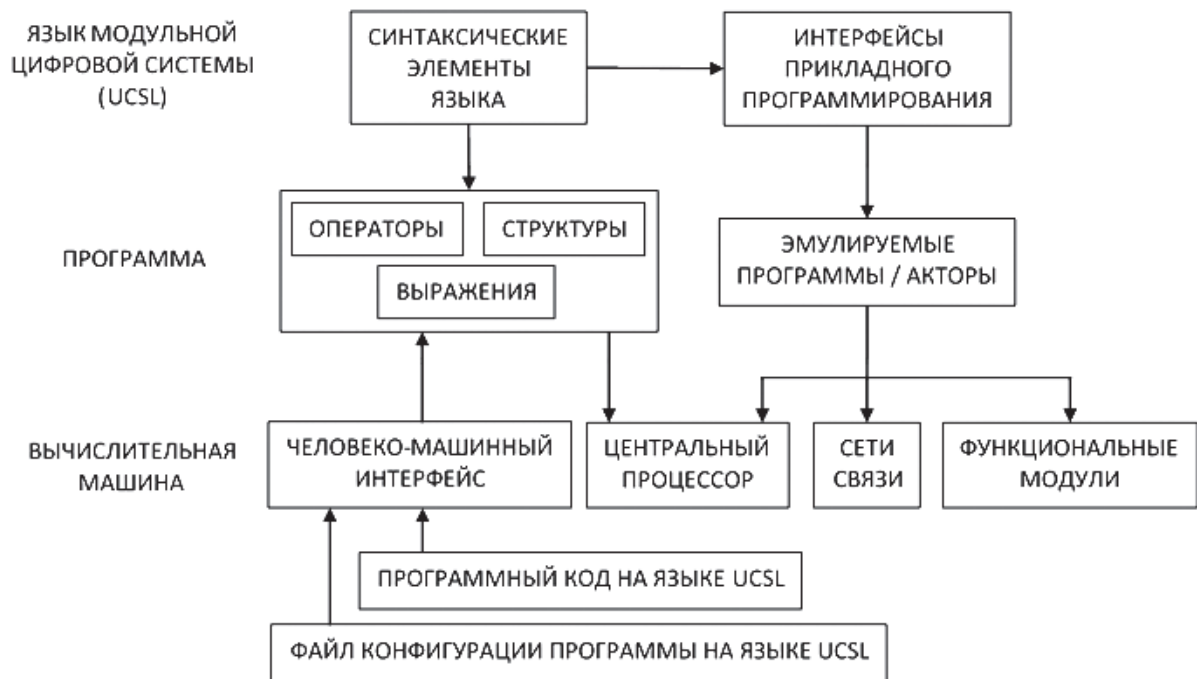 ЯЗЫК МОДУЛЬНОЙ
ЦИФРОВОЙ СИСТЕМЫ
(UCSL)
СИНТАКСИЧЕСКИЕ
ЭЛЕМЕНТЫ
ЯЗЫКА
ИНТЕРФЕЙСЫ
ПРИКЛАДНОГО
ПРОГРАММИРОВАНИЯ
ПРОГРАММА
ОПЕРАТОРЫ
СТРУКТУРЫ
ВЫРАЖЕНИЯ
ЭМУЛИРУЕМЫЕ
ПРОГРАММЫ / АКТОРЫ
ВЫЧИСЛИТЕЛЬНАЯ
МАШИНА
ЧЕЛОВЕКО-МАШИННЫЙ
ИНТЕРФЕЙС
ЦЕНТРАЛЬНЫЙ
ПРОЦЕССОР
СЕТИ
СВЯЗИ
ФУНКЦИОНАЛЬНЫЕ
МОДУЛИ
ПРОГРАММНЫЙ КОД НА ЯЗЫКЕ UCSL
ФАЙЛ КОНФИГУРАЦИИ ПРОГРАММЫ НА ЯЗЫКЕ UCSL